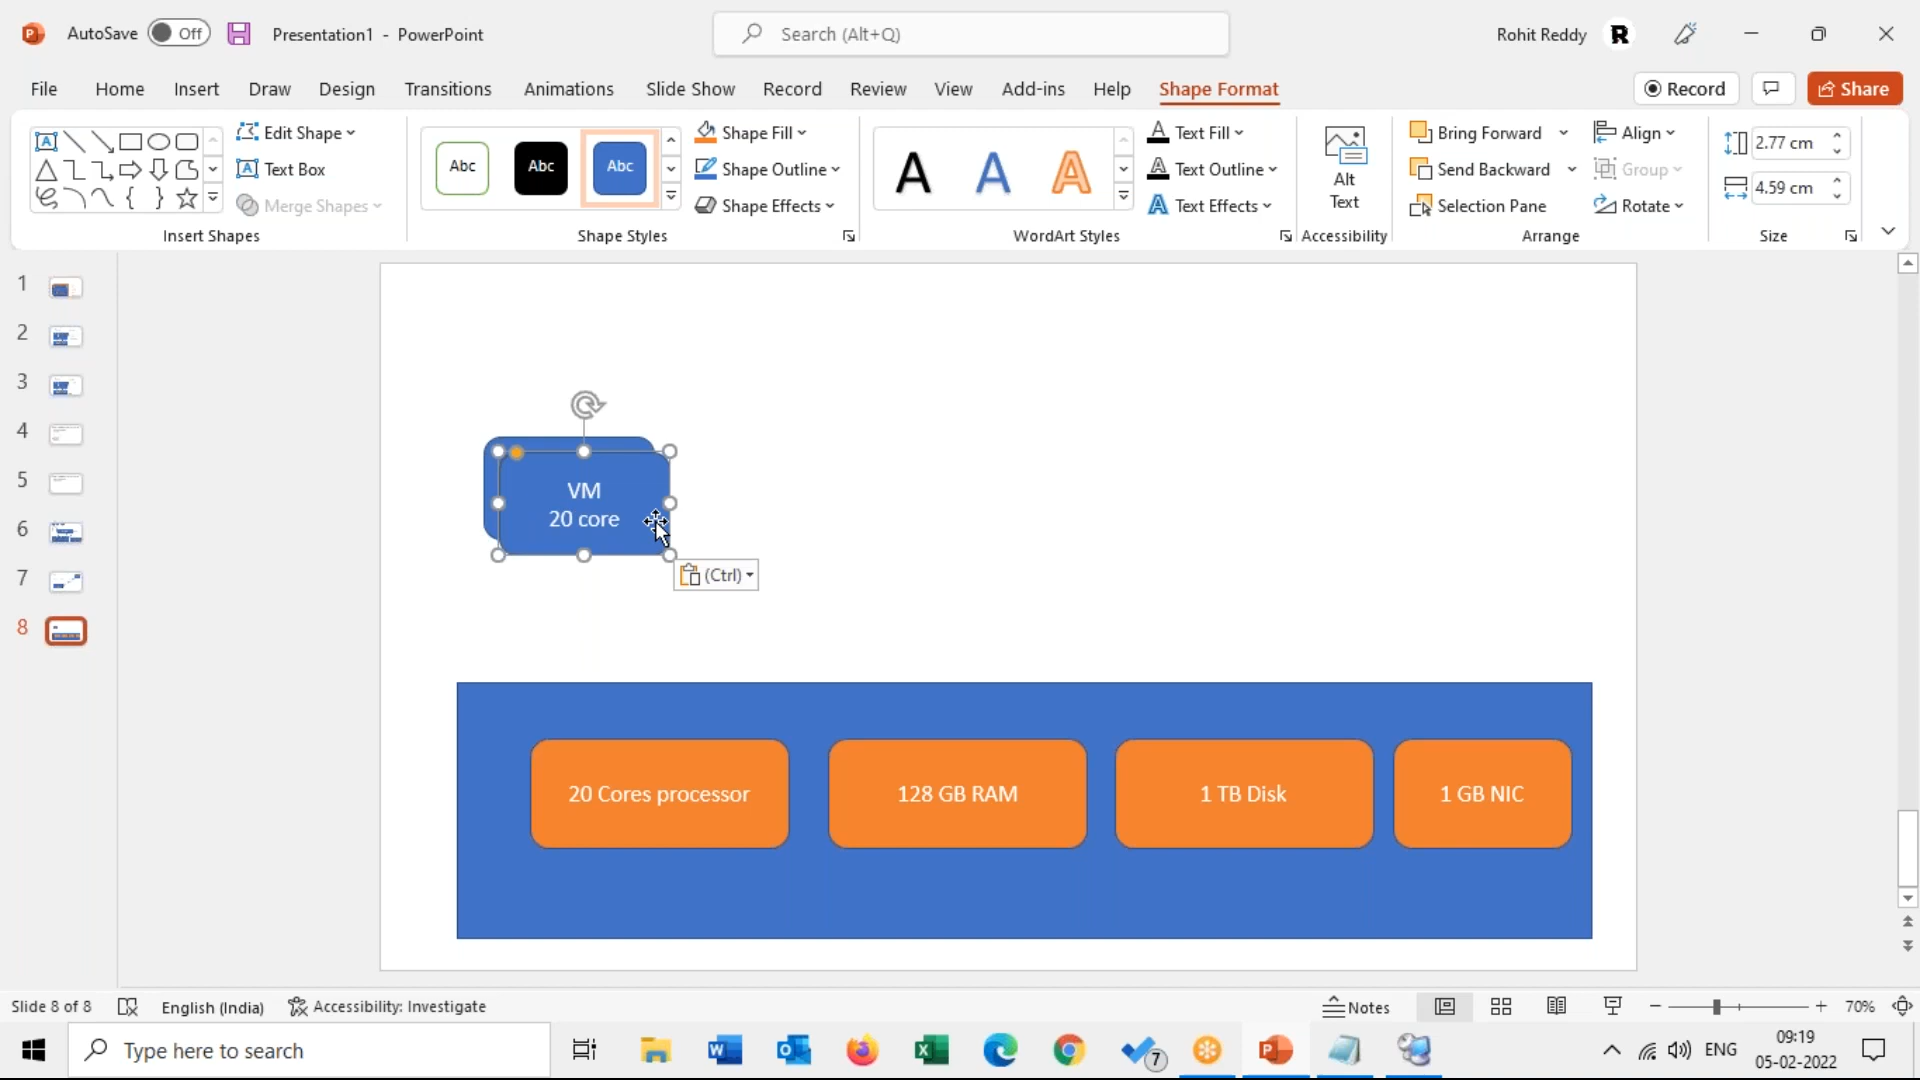 AutoSave Off Presentation1 - PowerPoint Search (Alt+Q) Rohit Reddy
File Home Insert Draw Design Transitions Animations Slide Show Record Review View Add-ins Help Shape Format Record Share
Edit Shape
Text Box
Merge Shapes
Insert Shapes
Abc Abc Abc
Shape Fill
Shape Outline
Shape Effects
Shape Styles
A A A
Text Fill
Text Outline
Text Effects
WordArt Styles
Alt
Text
Accessibility
Bring Forward
Send Backward
Selection Pane
Align
Group
Rotate
Arrange
2.77 cm
4.59 cm
Size
1
2
3
4
5
6
7
8
VM
20 core
(Ctrl)
20 Cores processor 128 GB RAM 1 TB Disk 1 GB NIC
Slide 8 of 8 English (India) Accessibility: Investigate Notes 70%
Type here to search 7 ENG 09:19
05-02-2022